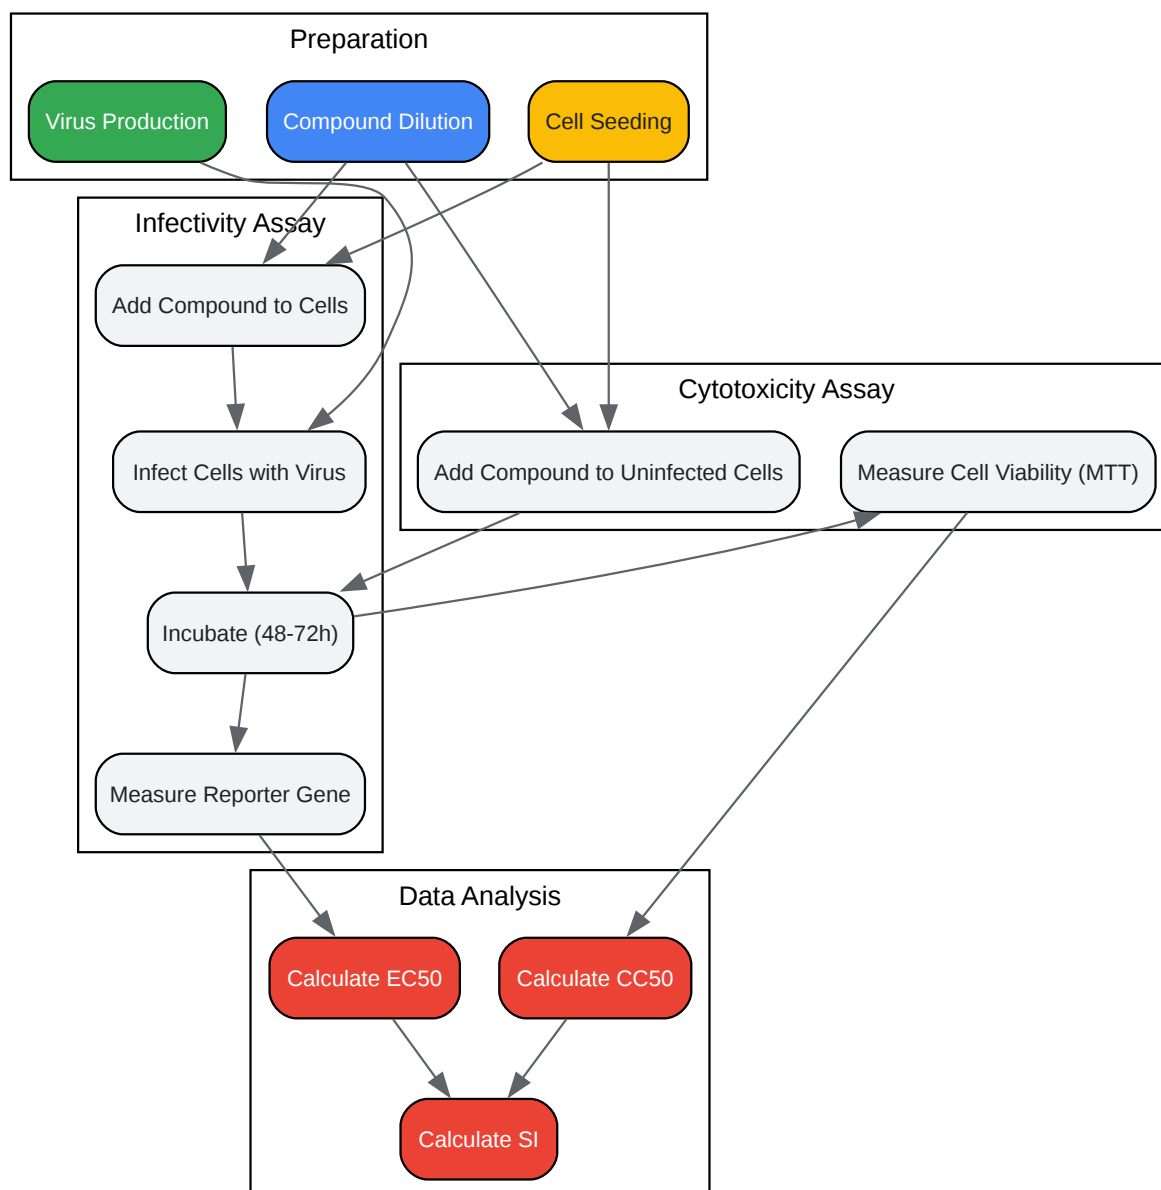 Preparation
Virus Production
Compound Dilution
Cell Seeding
Infectivity Assay
Add Compound to Cells
Cytotoxicity Assay
Infect Cells with Virus
Add Compound to Uninfected Cells
Measure Cell Viability (MTT)
Incubate (48-72h)
Measure Reporter Gene
Data Analysis
Calculate EC50
Calculate CC50
Calculate SI